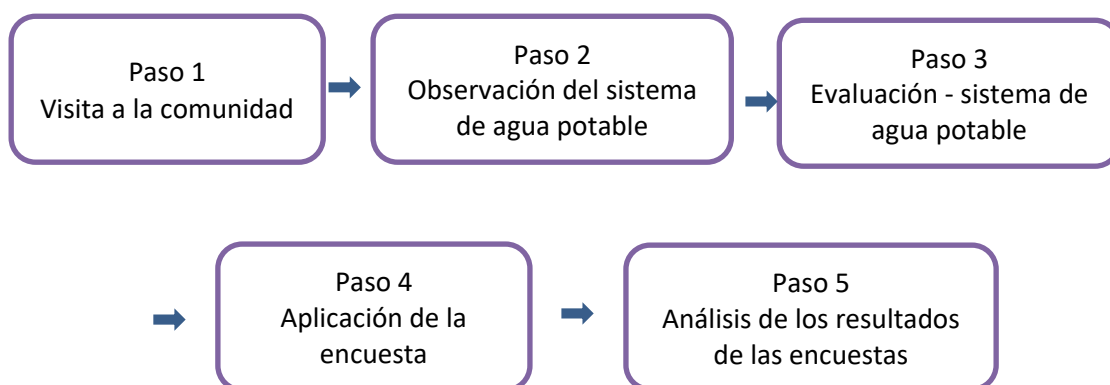 Paso 1
Visita a la comunidad
Paso 2
Observación del sistema
de agua potable
Paso 3
Evaluación - sistema de
agua potable
Paso 4
Aplicación de la
encuesta
Paso 5
Análisis de los resultados
de las encuestas